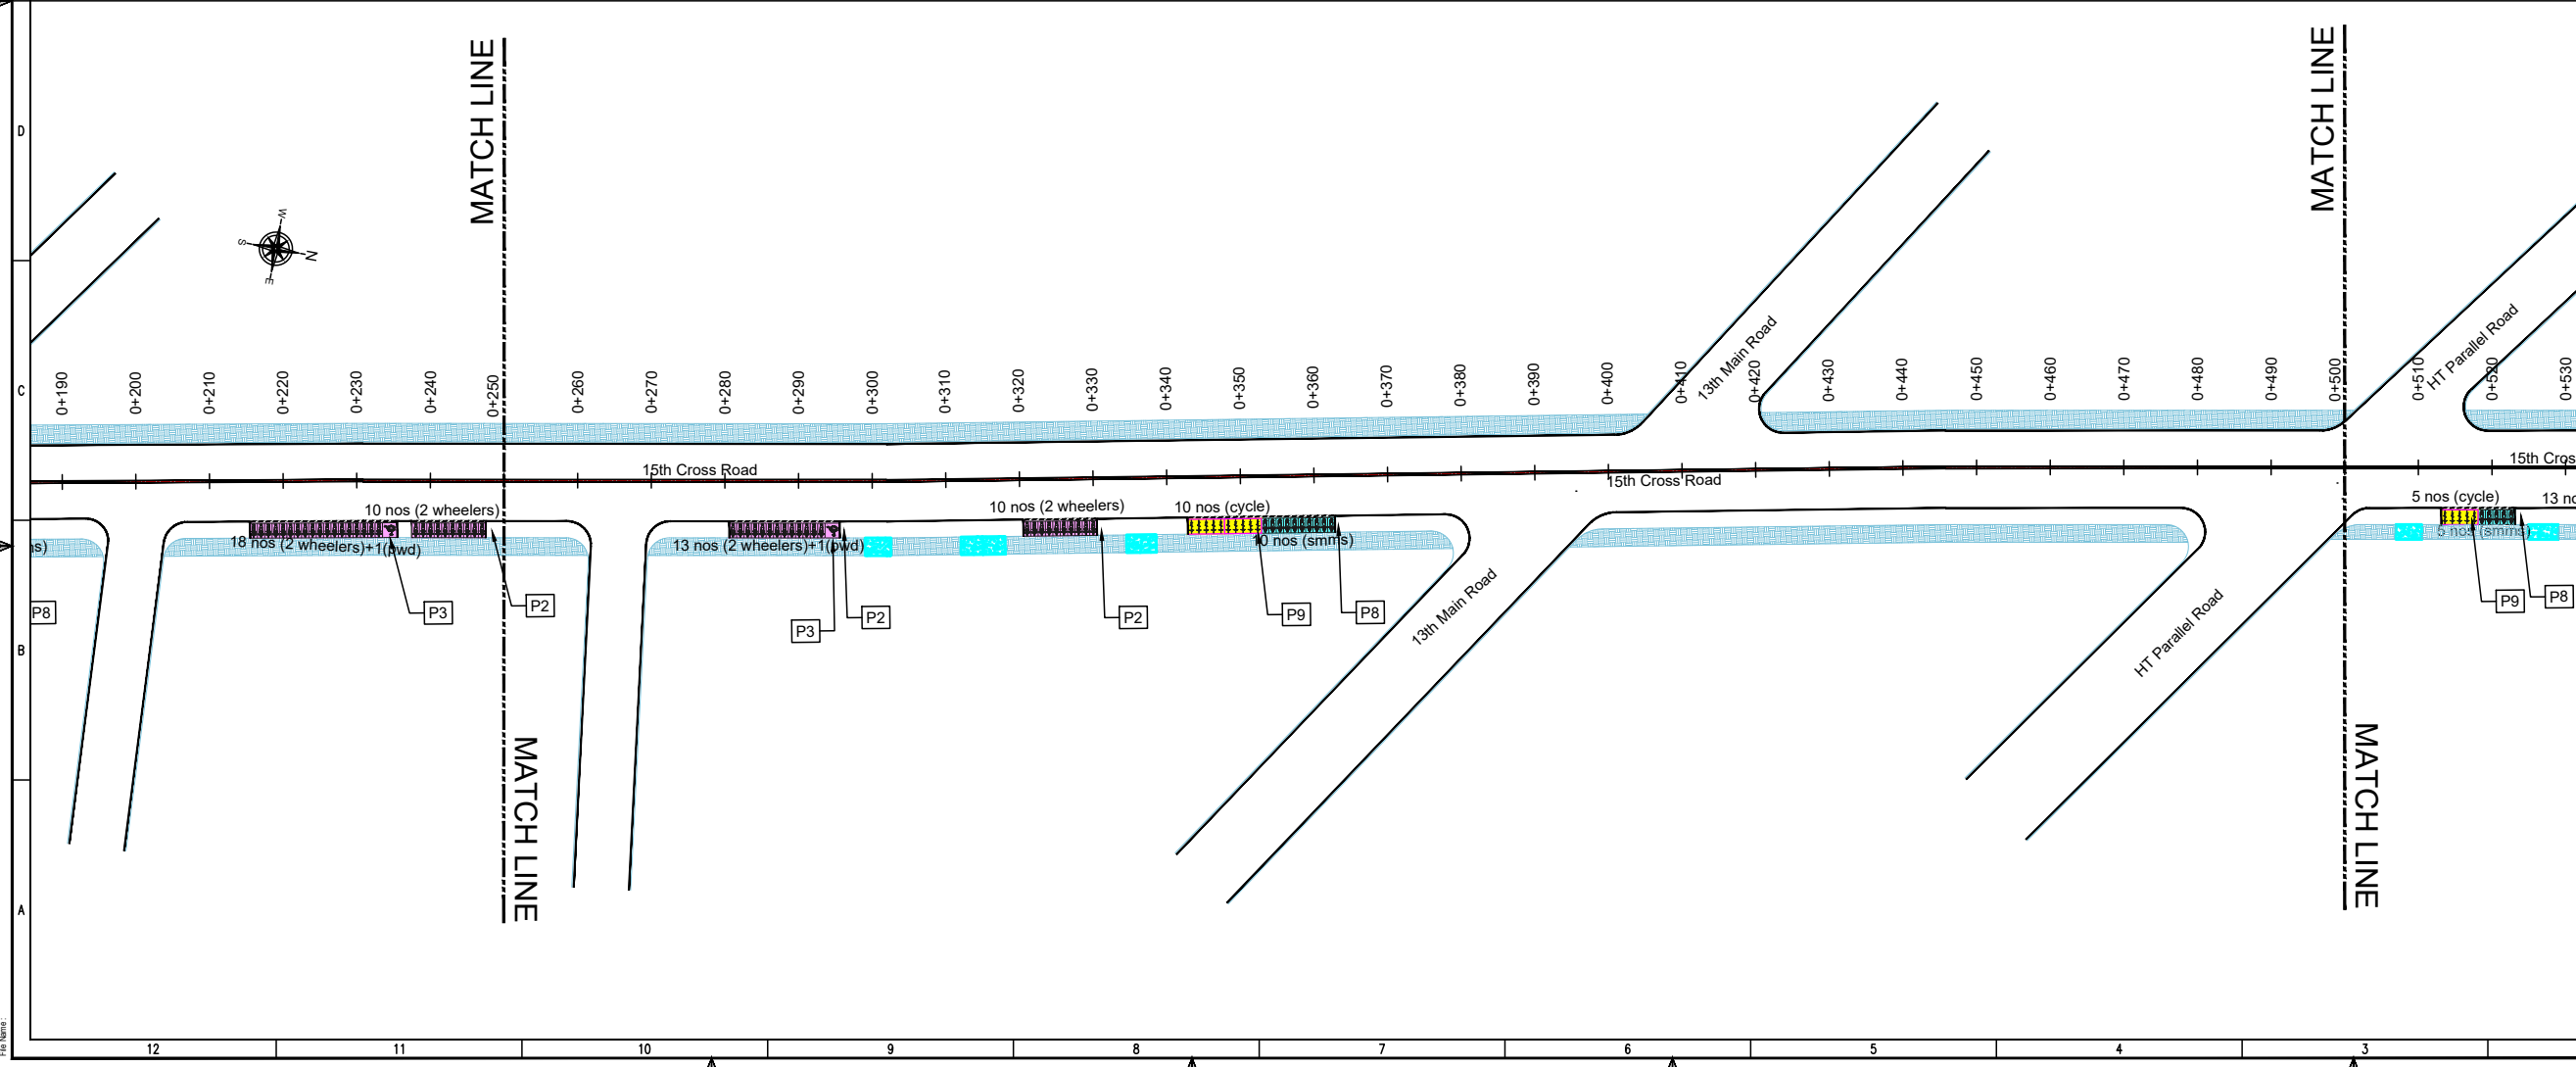 MATCH LINE
MATCH LINE
D
W
S
N
E
C
0+190
0+200
0+210
0+220
0+230
0+240
0+250
0+260
0+270
0+280
0+290
0+300
0+310
0+320
0+330
0+340
0+350
0+360
0+370
0+380
0+390
0+400
0+410
0+420
0+430
0+440
0+450
0+460
0+470
0+480
0+490
0+500
0+510
0+520
0+530
13th Main Road
HT Parallel Road
15th Cross Road
15th Cross Road
15th Cros
10 nos (2 wheelers)
10 nos (2 wheelers)
10 nos (cycle)
5 nos (cycle)
13 no
ns)
18 nos (2 wheelers)+1(pwd)
13 nos (2 wheelers)+1(pwd)
10 nos (smms)
5 nos (smms)
P8
P3
P2
P3
P2
P2
P9
P8
P9
P8
13th Main Road
HT Parallel Road
B
MATCH LINE
MATCH LINE
A
File Name :
12
11
10
9
8
7
6
5
4
3